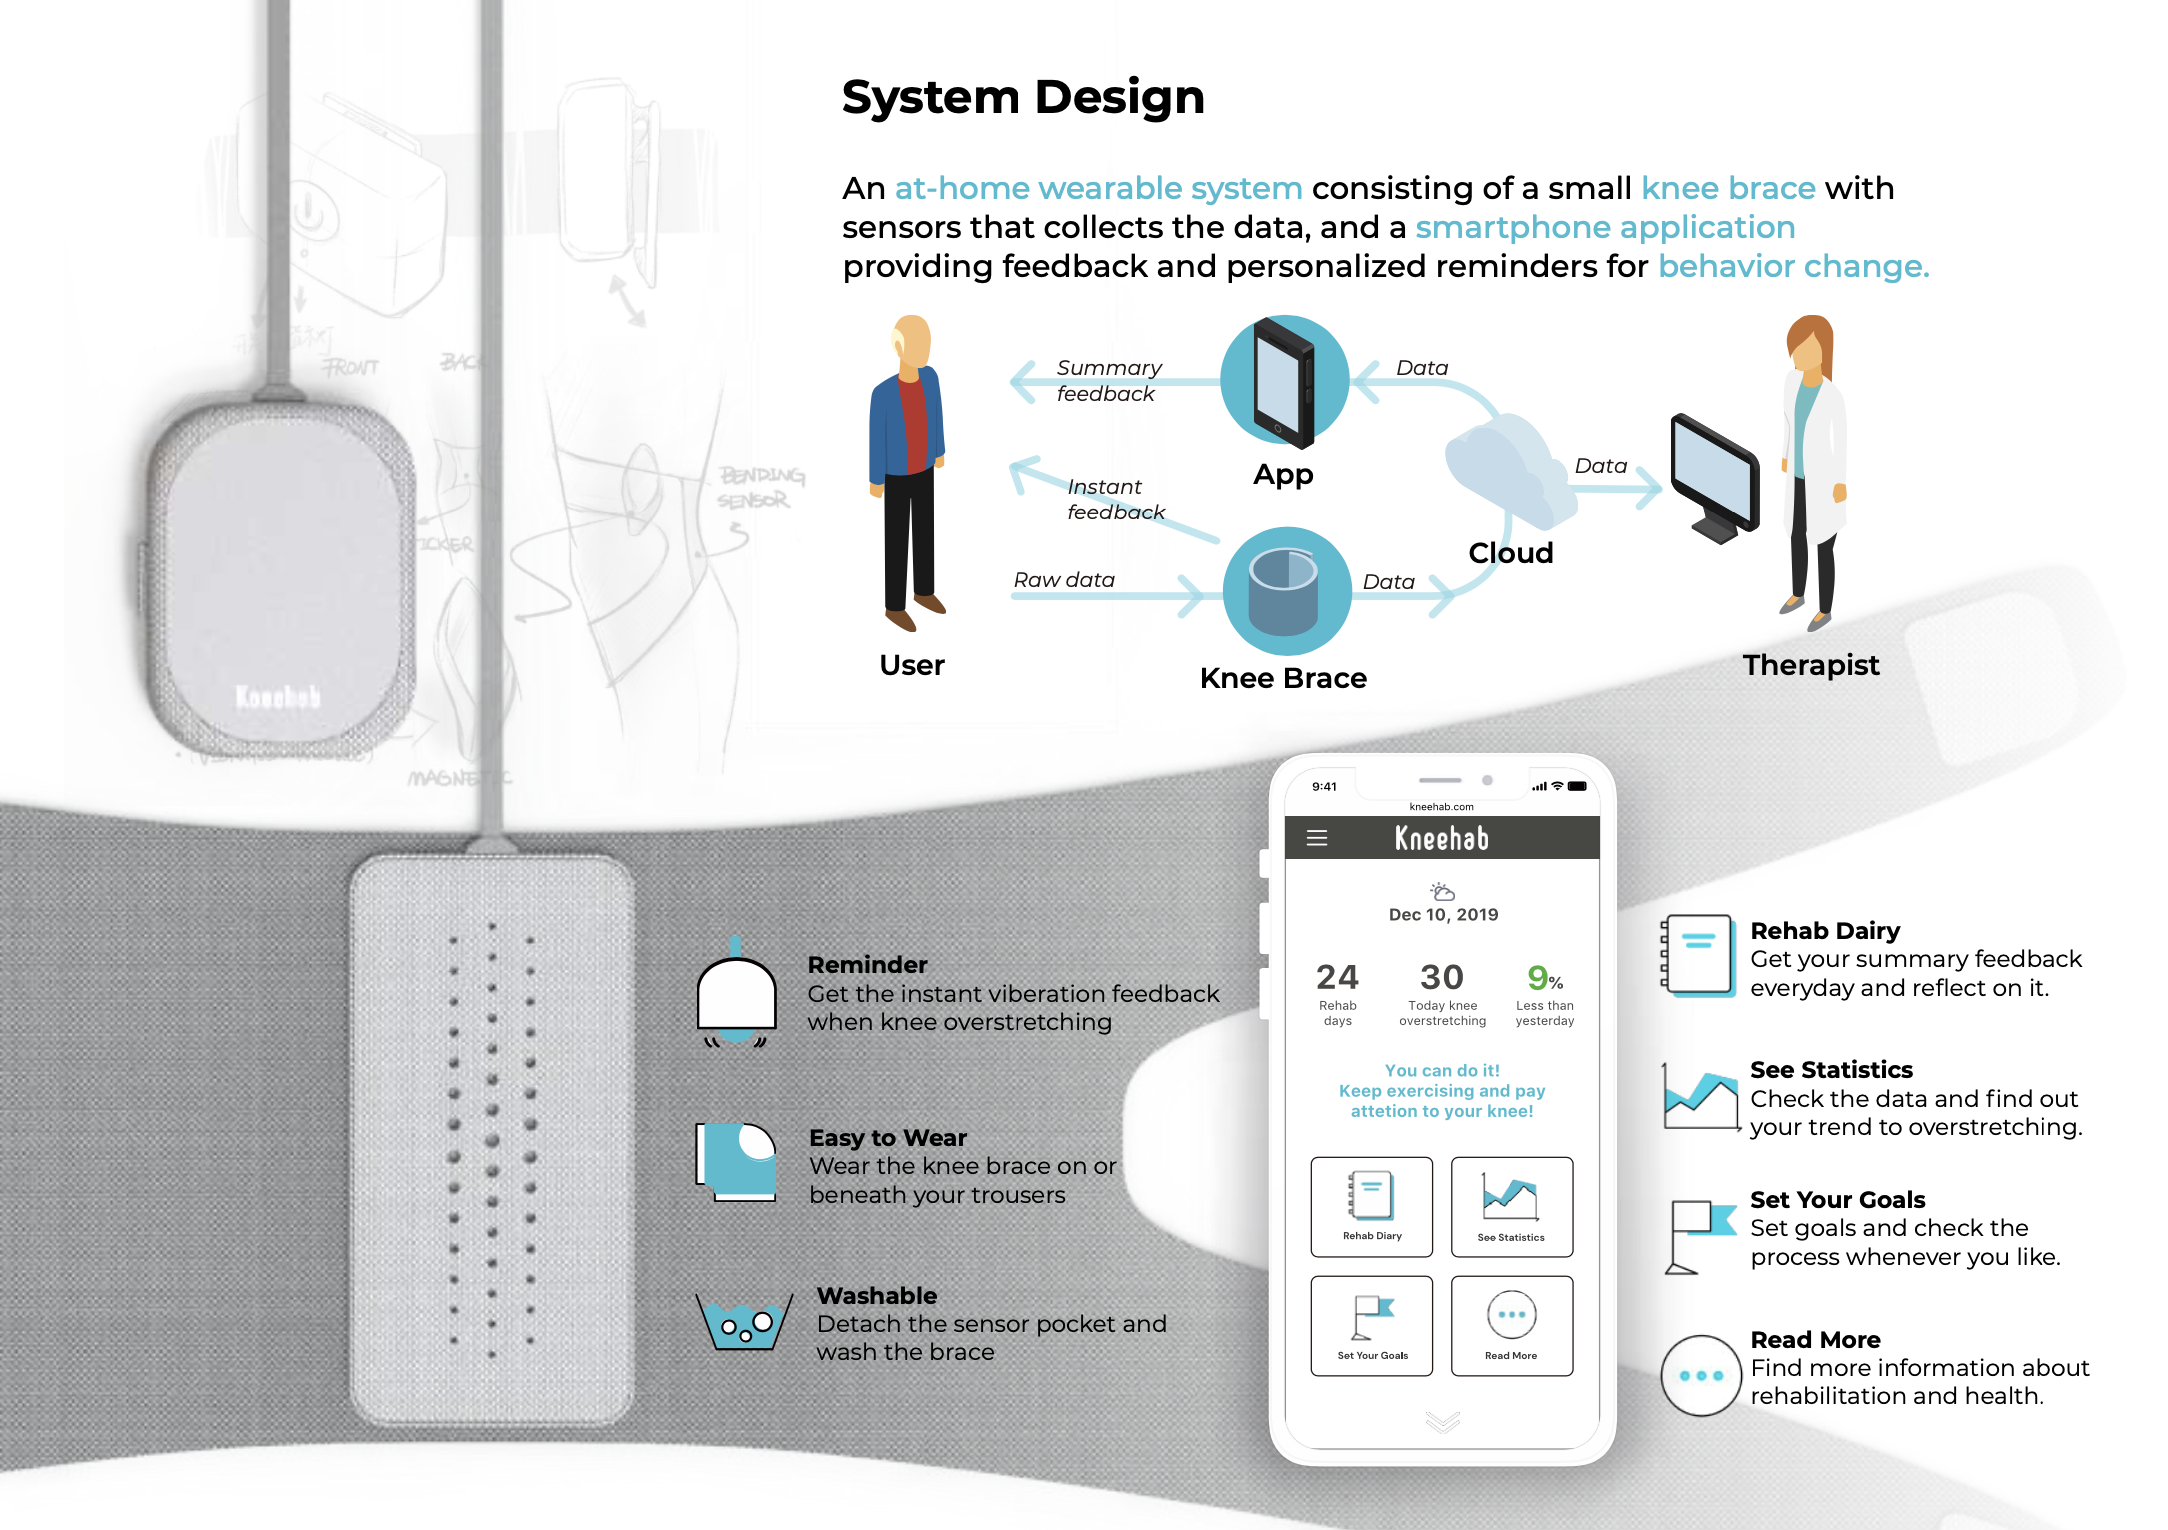 System Design
An at-home wearable system consisting of a small knee brace with
sensors that collects the data, and a smartphone application
providing feedback and personalized reminders for behavior change.
Summary
feedback
Data
App
Instant
feedback
Data
Cloud
Raw data
Data
User
Knee Brace
Therapist
FRONT
BACK
BENDING
SENSOR
Kneehab
9:41
kneehab.com
Kneehab
Dec 10, 2019
24
Rehab
days
30
Today knee
overstretching
9%
Less than
yesterday
You can do it!
Keep exercising and pay
attetion to your knee!
Rehab Diary
See Statistics
Set Your Goals
Read More
Reminder
Get the instant viberation feedback
when knee overstretching
Easy to Wear
Wear the knee brace on or
beneath your trousers
Washable
Detach the sensor pocket and
wash the brace
Rehab Dairy
Get your summary feedback
everyday and reflect on it.
See Statistics
Check the data and find out
your trend to overstretching.
Set Your Goals
Set goals and check the
process whenever you like.
Read More
Find more information about
rehabilitation and health.